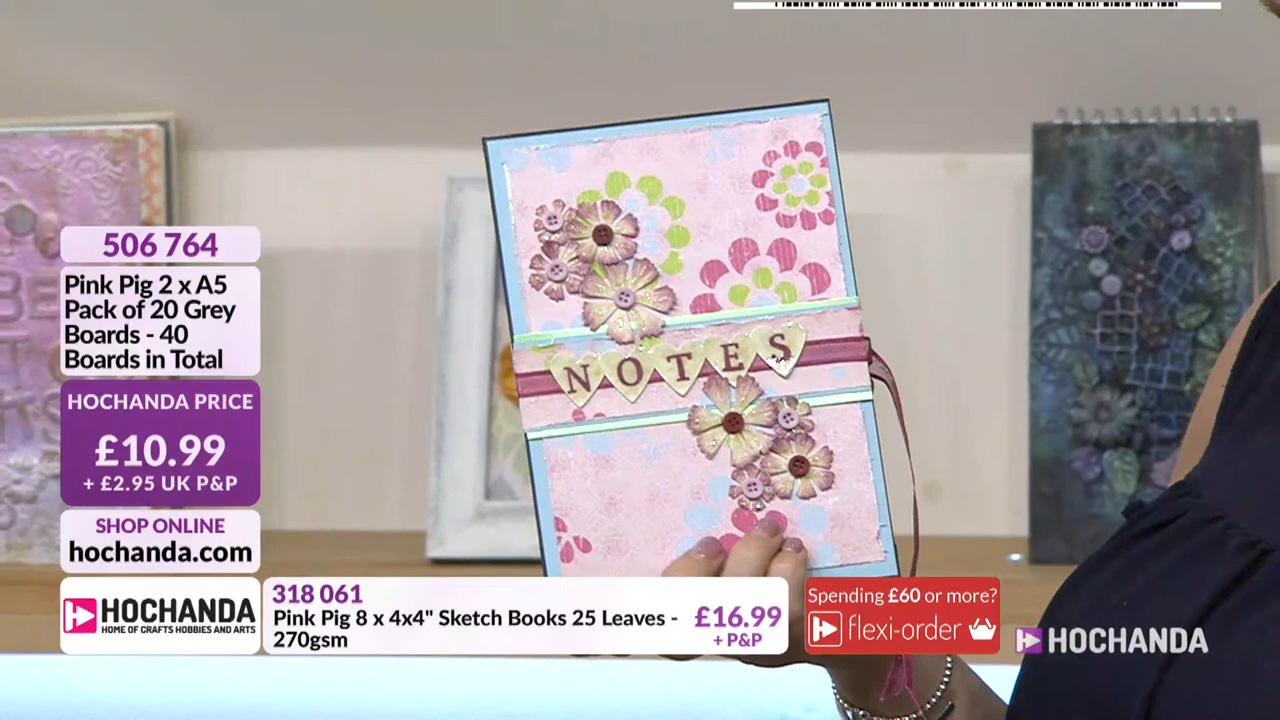 506 764
Pink Pig 2 x A5
Pack of 20 Grey
Boards - 40
Boards in Total
HOCHANDA PRICE
£10.99
+ £2.95 UK P&P
SHOP ONLINE
hochanda.com
HOCHANDA
HOME OF CRAFTS HOBBIES AND ARTS
318 061
Pink Pig 8 x 4x4" Sketch Books 25 Leaves -
270gsm
£16.99
+ P&P
Spending £60 or more?
flexi-order
HOCHANDA
NOTES
BE